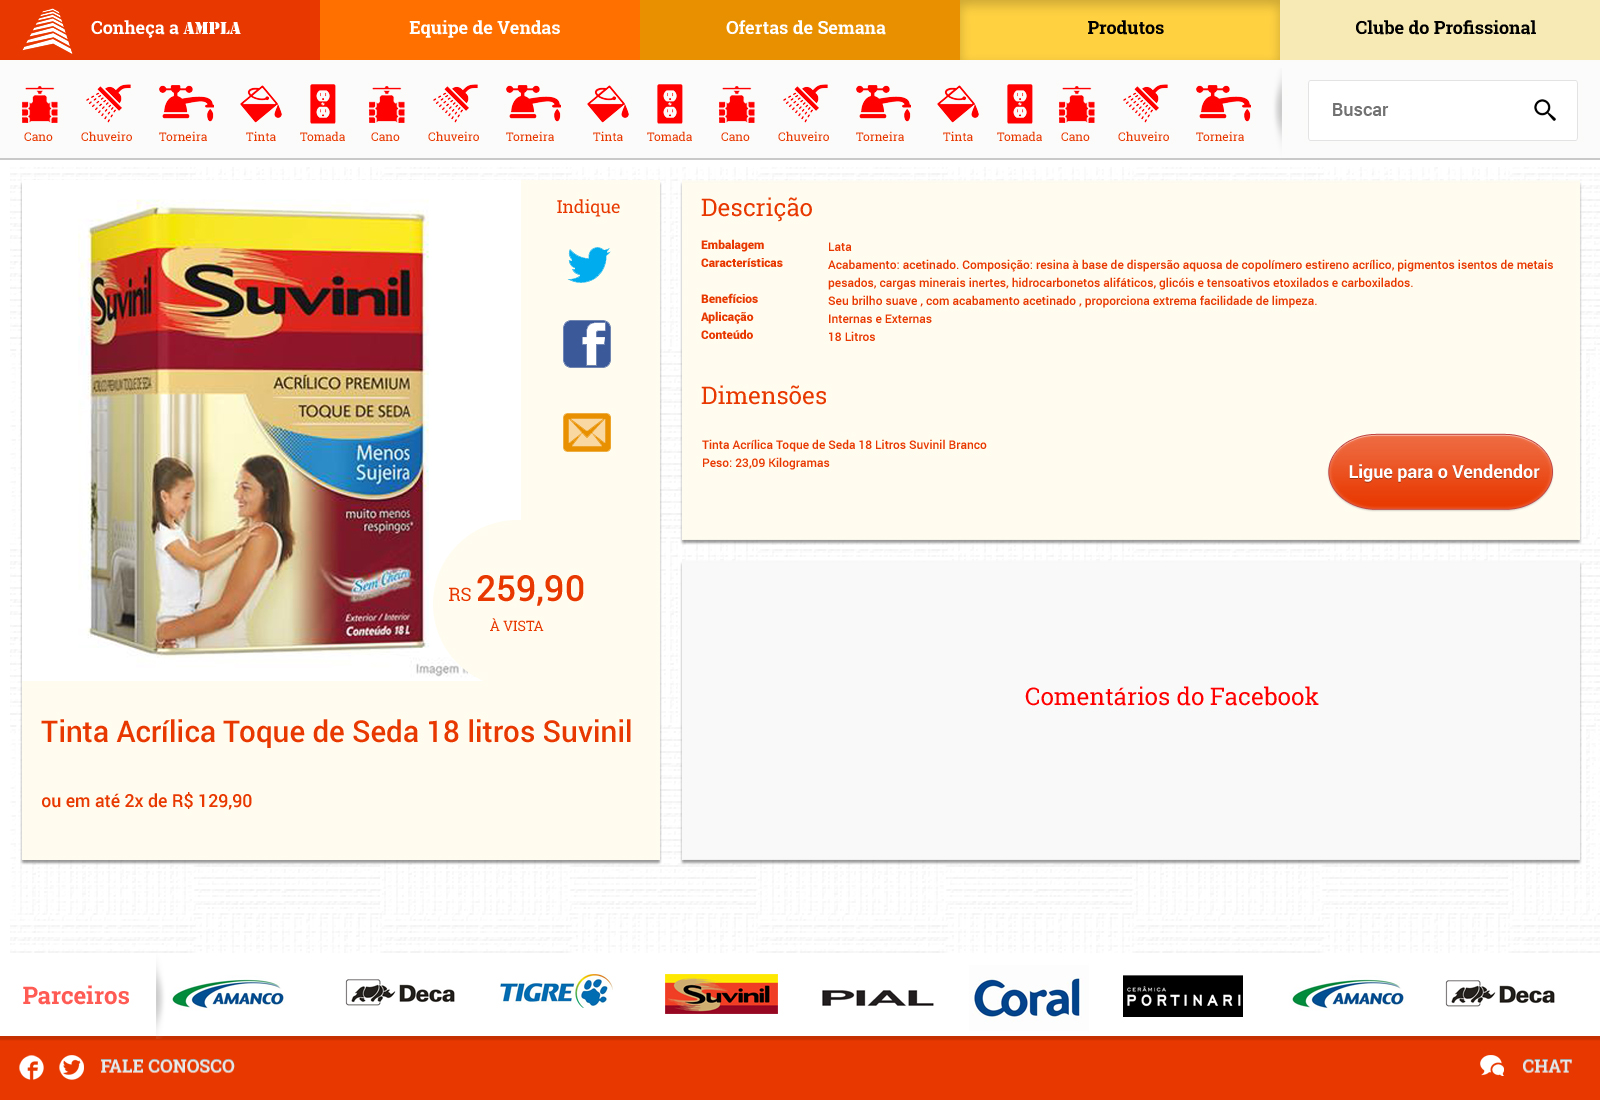 Conheça a AMPLA
Equipe de Vendas
Ofertas de Semana
Produtos
Clube do Profissional
Cano
Chuveiro
Torneira
Tinta
Tomada
Cano
Chuveiro
Torneira
Tinta
Tomada
Cano
Chuveiro
Torneira
Tinta
Tomada
Cano
Chuveiro
Torneira
Buscar
Suvinil
Suvinil
ACRÍLICO PREMIUM TOQUE DE SEDA
ACRÍLICO PREMIUM
TOQUE DE SEDA
Menos
Sujeira
muito menos
respingos*
Sem Cheiro
Exterior / Interior
Conteúdo 18 L
Imagem
Indique
RS 259,90
À VISTA
Tinta Acrílica Toque de Seda 18 litros Suvinil
ou em até 2x de R$ 129,90
Descrição
Embalagem Lata
Características Acabamento: acetinado. Composição: resina à base de dispersão aquosa de copolímero estireno acrílico, pigmentos isentos de metais
pesados, cargas minerais inertes, hidrocarbonetos alifáticos, glicóis e tensoativos etoxilados e carboxilados.
Benefícios Seu brilho suave , com acabamento acetinado , proporciona extrema facilidade de limpeza.
Aplicação Internas e Externas
Conteúdo 18 Litros
Dimensões
Tinta Acrílica Toque de Seda 18 Litros Suvinil Branco
Peso: 23,09 Kilogramas
Ligue para o Vendendor
Comentários do Facebook
Parceiros
AMANCO
Deca
TIGRE
Suvinil
PIAL
Coral
CERÂMICA
PORTINARI
AMANCO
Deca
FALE CONOSCO
CHAT